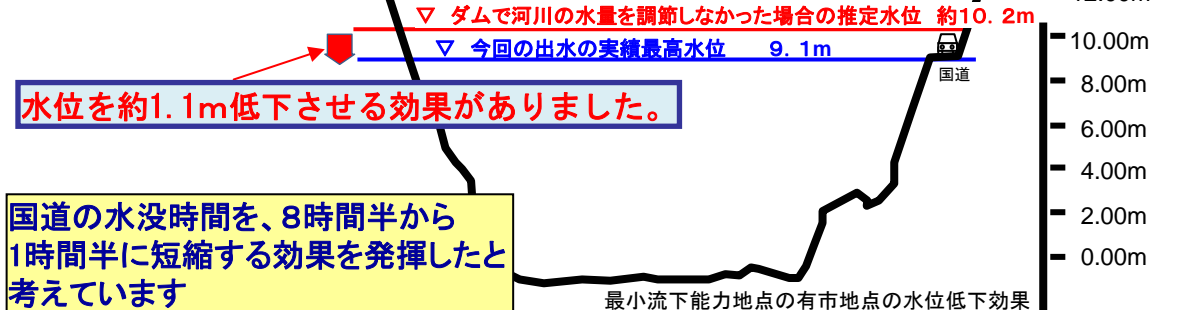 ▽ ダムで河川の水量を調節しなかった場合の推定水位 約10.2m
▽ 今回の出水の実績最高水位 9.1m
国道
水位を約1.1m低下させる効果がありました。
国道の水没時間を、8時間半から
1時間半に短縮する効果を発揮したと
考えています
最小流下能力地点の有市地点の水位低下効果
10.00m
8.00m
6.00m
4.00m
2.00m
0.00m